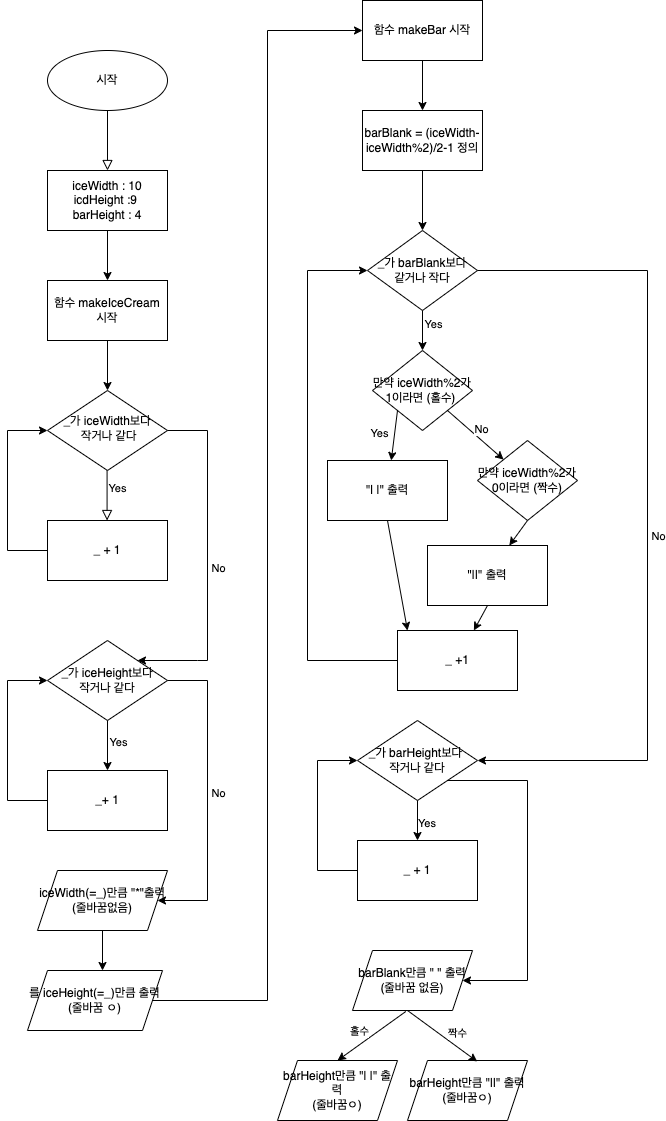 시작
iceWidth : 10
icdHeight :9
barHeight : 4
함수 makeIceCream
시작
_가 iceWidth보다
작거나 같다
Yes
_ + 1
No
_가 iceHeight보다
작거나 같다
Yes
_+ 1
No
iceWidth(=_)만큼 "*"출력
(줄바꿈없음)
를 iceHeight(=_)만큼 출력
(줄바꿈 ㅇ)
함수 makeBar 시작
barBlank = (iceWidth-
iceWidth%2)/2-1 정의
_가 barBlank보다
같거나 작다
Yes
만약 iceWidth%2가
1이라면 (홀수)
Yes
No
"| |" 출력
만약 iceWidth%2가
0이라면 (짝수)
"||" 출력
_ +1
No
_가 barHeight보다
작거나 같다
Yes
_ + 1
barBlank만큼 " " 출력
(줄바꿈 없음)
홀수
짝수
barHeight만큼 "| |" 출
력
(줄바꿈ㅇ)
barHeight만큼 "||" 출력
(줄바꿈ㅇ)